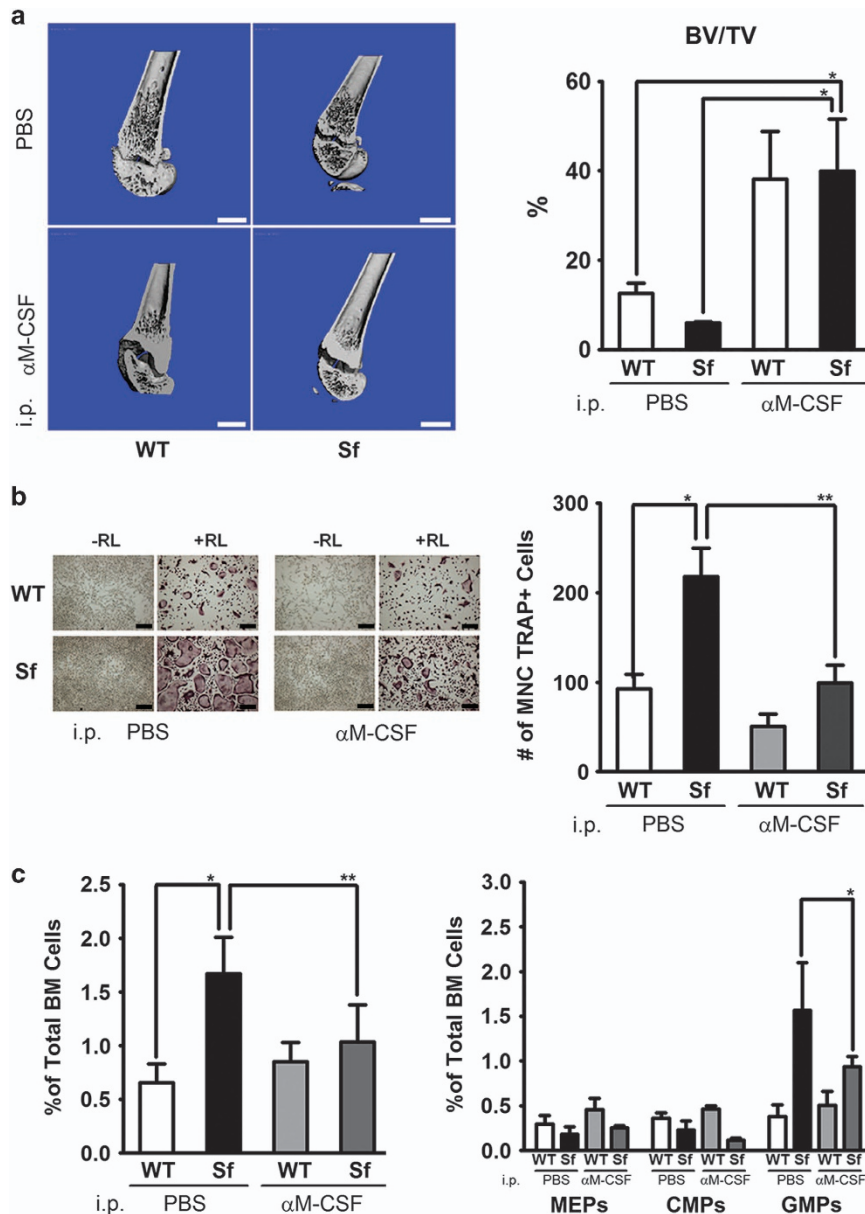 a
PBS
i.p. αM-CSF
WT Sf
BV/TV
%
60
40
20
0
* 
*
WT Sf WT Sf
i.p. PBS αM-CSF
b
-RL +RL -RL +RL
WT
Sf
i.p. PBS αM-CSF
# of MNC TRAP+ Cells
300
200
100
0
* **
WT Sf WT Sf
i.p. PBS αM-CSF
c
%of Total BM Cells
2.5
2.0
1.5
1.0
0.5
0.0
* **
WT Sf WT Sf
i.p. PBS αM-CSF
%of Total BM Cells
3.0
2.5
2.0
1.5
1.0
0.5
0.0
*
WT Sf WT Sf WT Sf WT Sf WT Sf WT Sf
i.p. PBS αM-CSF PBS αM-CSF PBS αM-CSF
MEPs CMPs GMPs